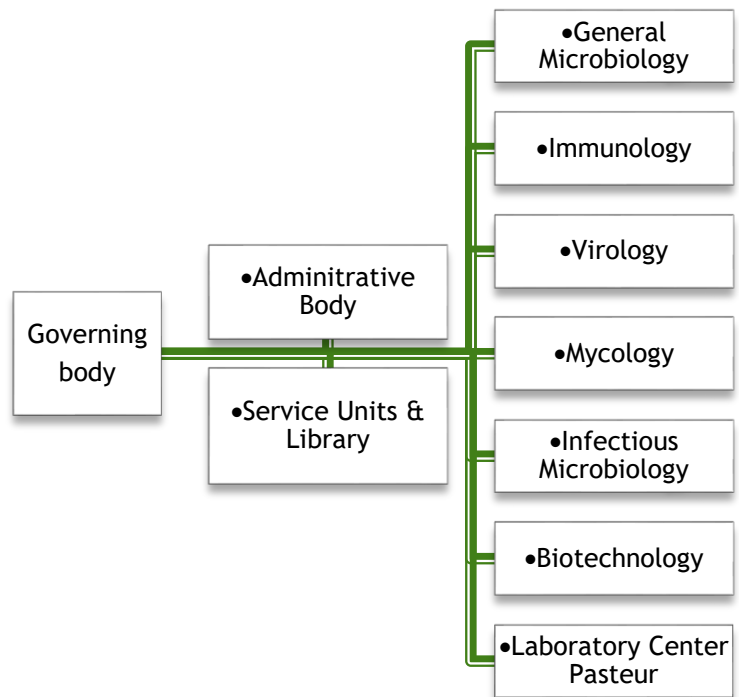 Governing
body
•Adminitrative
Body
•Service Units &
Library
•General
Microbiology
•Immunology
•Virology
•Mycology
•Infectious
Microbiology
•Biotechnology
•Laboratory Center
Pasteur